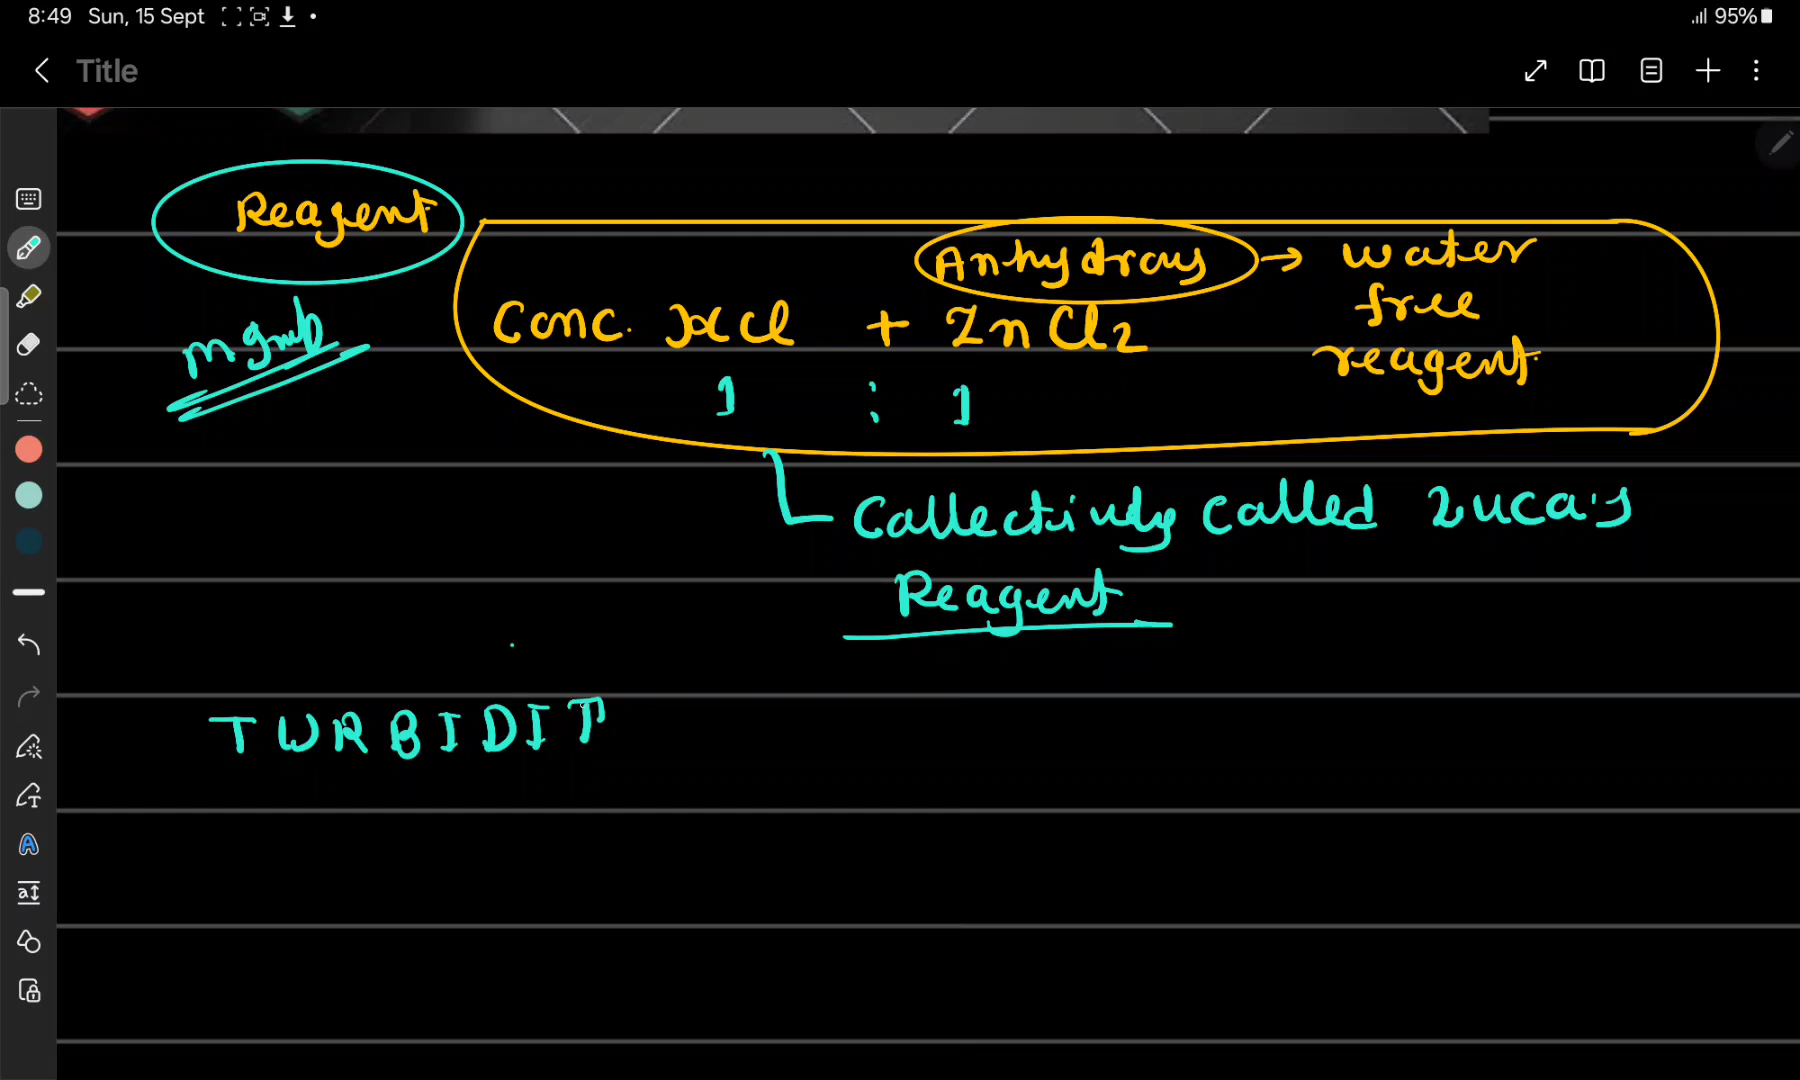 8:49 Sun, 15 Sept
95%
Title
Reagent
Anhydrous → water
free
reagent
Conc. HCl + ZnCl2
1 : 1
Collectively called Luca's
Reagent
TURBIDIT